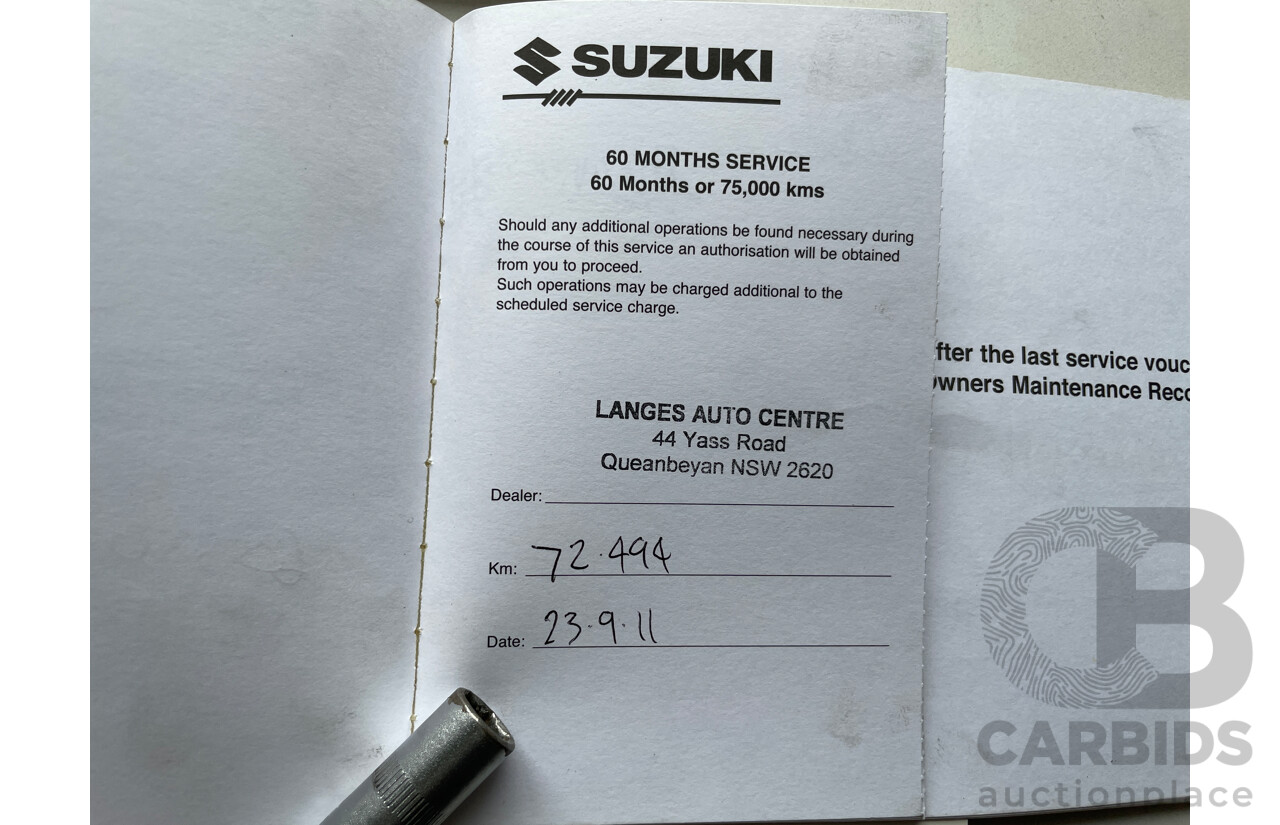 SUZUKI
60 MONTHS SERVICE
60 Months or 75,000 kms
Should any additional operations be found necessary during
the course of this service an authorisation will be obtained
from you to proceed.
Such operations may be charged additional to the
scheduled service charge.
LANGES AUTO CENTRE
44 Yass Road
Queanbeyan NSW 2620
Dealer:
Km: 72.494
Date: 23.9.11
fter the last service vouc
wners Maintenance Reco
CB
CARBIDS
auctionplace